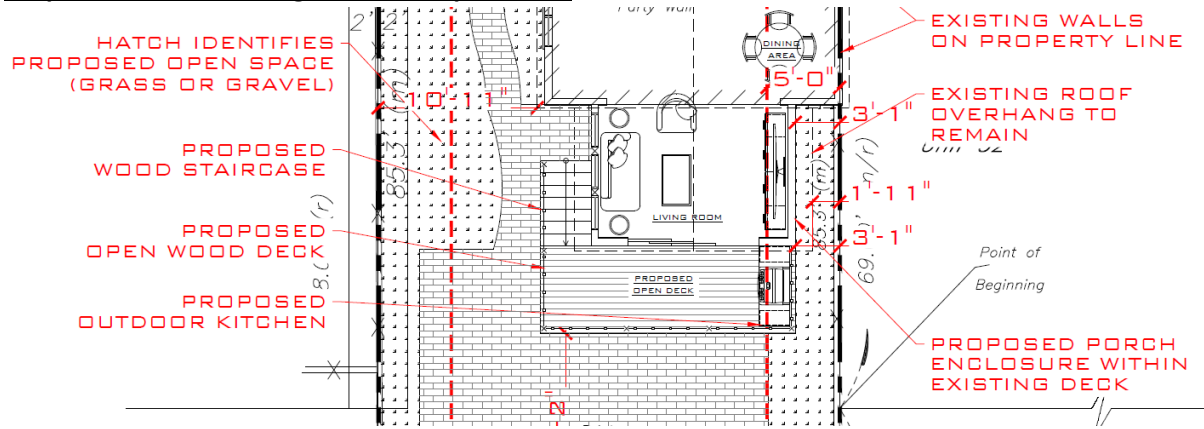 Party Wall
2' 2'
HATCH IDENTIFIES
PROPOSED OPEN SPACE
(GRASS OR GRAVEL)
EXISTING WALLS
ON PROPERTY LINE
DINING
AREA
5'-0"
10'-11"
85.3' (m)
EXISTING ROOF
OVERHANG TO
REMAIN
3'-1"
PROPOSED
WOOD STAIRCASE
(m)
n/r)
1'-11"
LIVING ROOM
3'-1"
(r)
PROPOSED
OPEN WOOD DECK
69.
Point of
Beginning
PROPOSED
OPEN DECK
PROPOSED
OUTDOOR KITCHEN
PROPOSED PORCH
ENCLOSURE WITHIN
EXISTING DECK